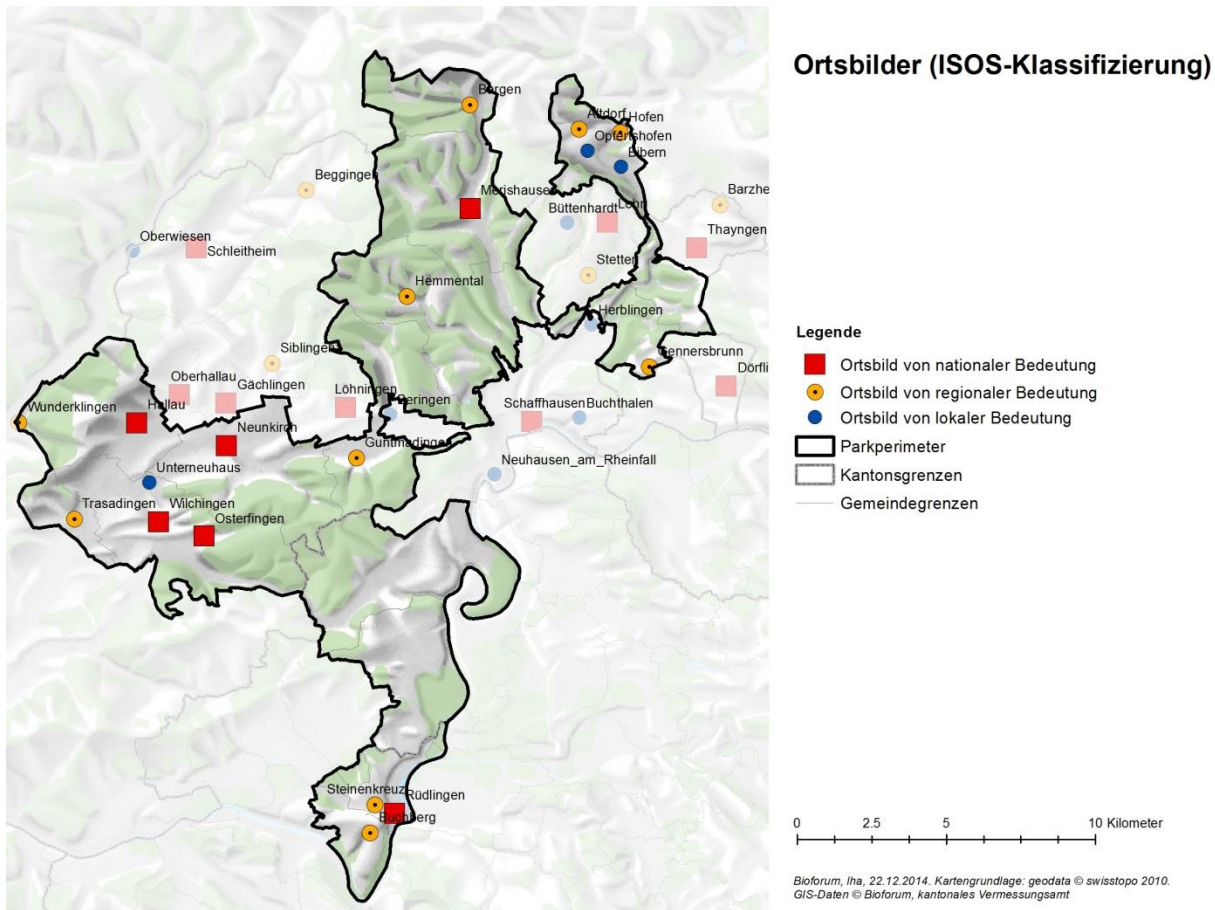 Ortsbilder (ISOS-Klassifizierung)
Bargen
Altdorf
Hofen
Opfertshofen
Bibern
Beggingen
Merishausen
Barzhe
Büttenhardt
Lohn
Thayngen
Oberwiesen
Schleitheim
Stetten
Hemmental
Herblingen
Siblingen
Gennersbrunn
Oberhallau
Gächlingen
Löhningen
Dörfli
Wunderklingen
Hallau
Beringen
Schaffhausen
Buchthalen
Neunkirch
Guntmadingen
Unterneuhaus
Neuhausen_am_Rheinfall
Trasadingen
Wilchingen
Osterfingen
Steinenkreuz
Rüdlingen
Buchberg
Legende
Ortsbild von nationaler Bedeutung
Ortsbild von regionaler Bedeutung
Ortsbild von lokaler Bedeutung
Parkperimeter
Kantonsgrenzen
Gemeindegrenzen
0 2.5 5 10 Kilometer
Bioforum, lha, 22.12.2014. Kartengrundlage: geodata © swisstopo 2010.
GIS-Daten © Bioforum, kantonales Vermessungsamt